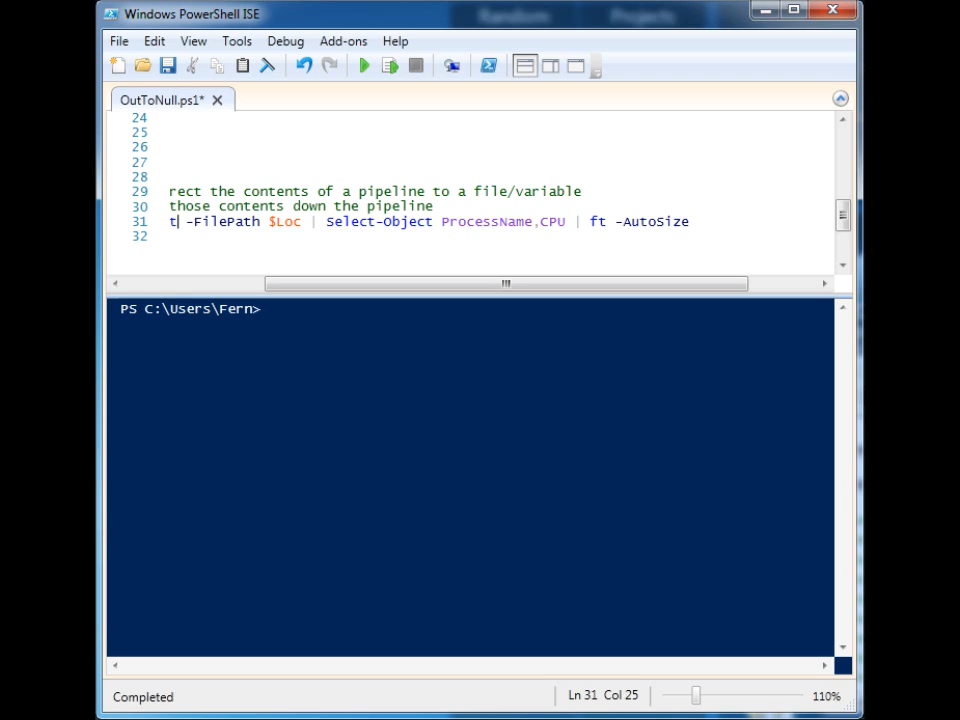 Random Projects
Windows PowerShell ISE
File Edit View Tools Debug Add-ons Help
OutToNull.ps1*
24
25
26
27
28
29 rect the contents of a pipeline to a file/variable
30 those contents down the pipeline
31 t -FilePath $Loc | Select-Object ProcessName,CPU | ft -AutoSize
32
PS C:\Users\Fern>
Completed Ln 31 Col 25 110%